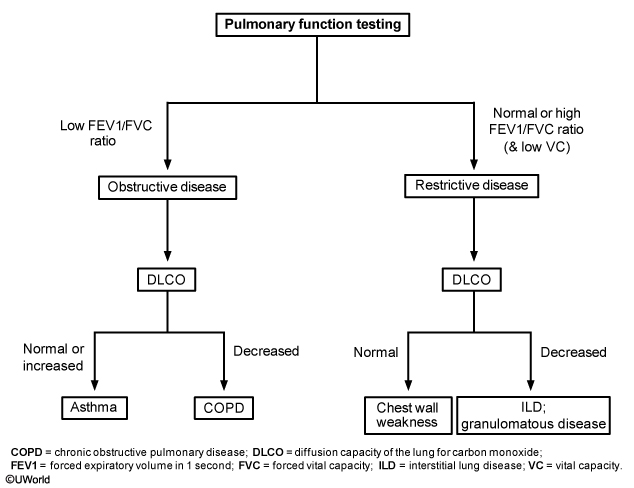 Pulmonary function testing
Low FEV1/FVC
ratio
Normal or high
FEV1/FVC ratio
(& low VC)
Obstructive disease
Restrictive disease
DLCO
DLCO
Normal or
increased
Decreased
Normal
Decreased
Asthma
COPD
Chest wall
weakness
ILD;
granulomatous disease
COPD = chronic obstructive pulmonary disease; DLCO = diffusion capacity of the lung for carbon monoxide;
FEV1 = forced expiratory volume in 1 second; FVC = forced vital capacity; ILD = interstitial lung disease; VC = vital capacity.
©UWorld